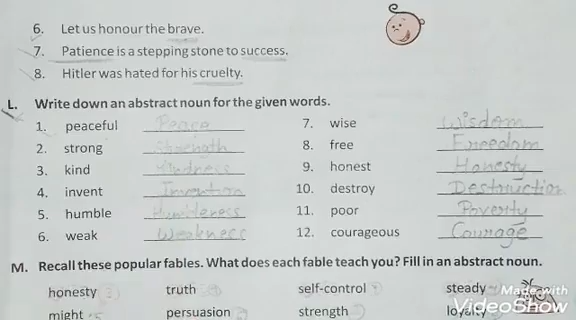 6. Let us honour the brave.
7. Patience is a stepping stone to success.
8. Hitler was hated for his cruelty.
L. Write down an abstract noun for the given words.
1. peaceful Peace 7. wise Wisdom
2. strong Strength 8. free Freedom
3. kind Kindness 9. honest Honesty
4. invent Invention 10. destroy Destruction
5. humble Humbleness 11. poor Poverty
6. weak Weakness 12. courageous Courage
M. Recall these popular fables. What does each fable teach you? Fill in an abstract noun.
honesty truth self-control steady
might persuasion strength loyalty
Made with
VideoShow